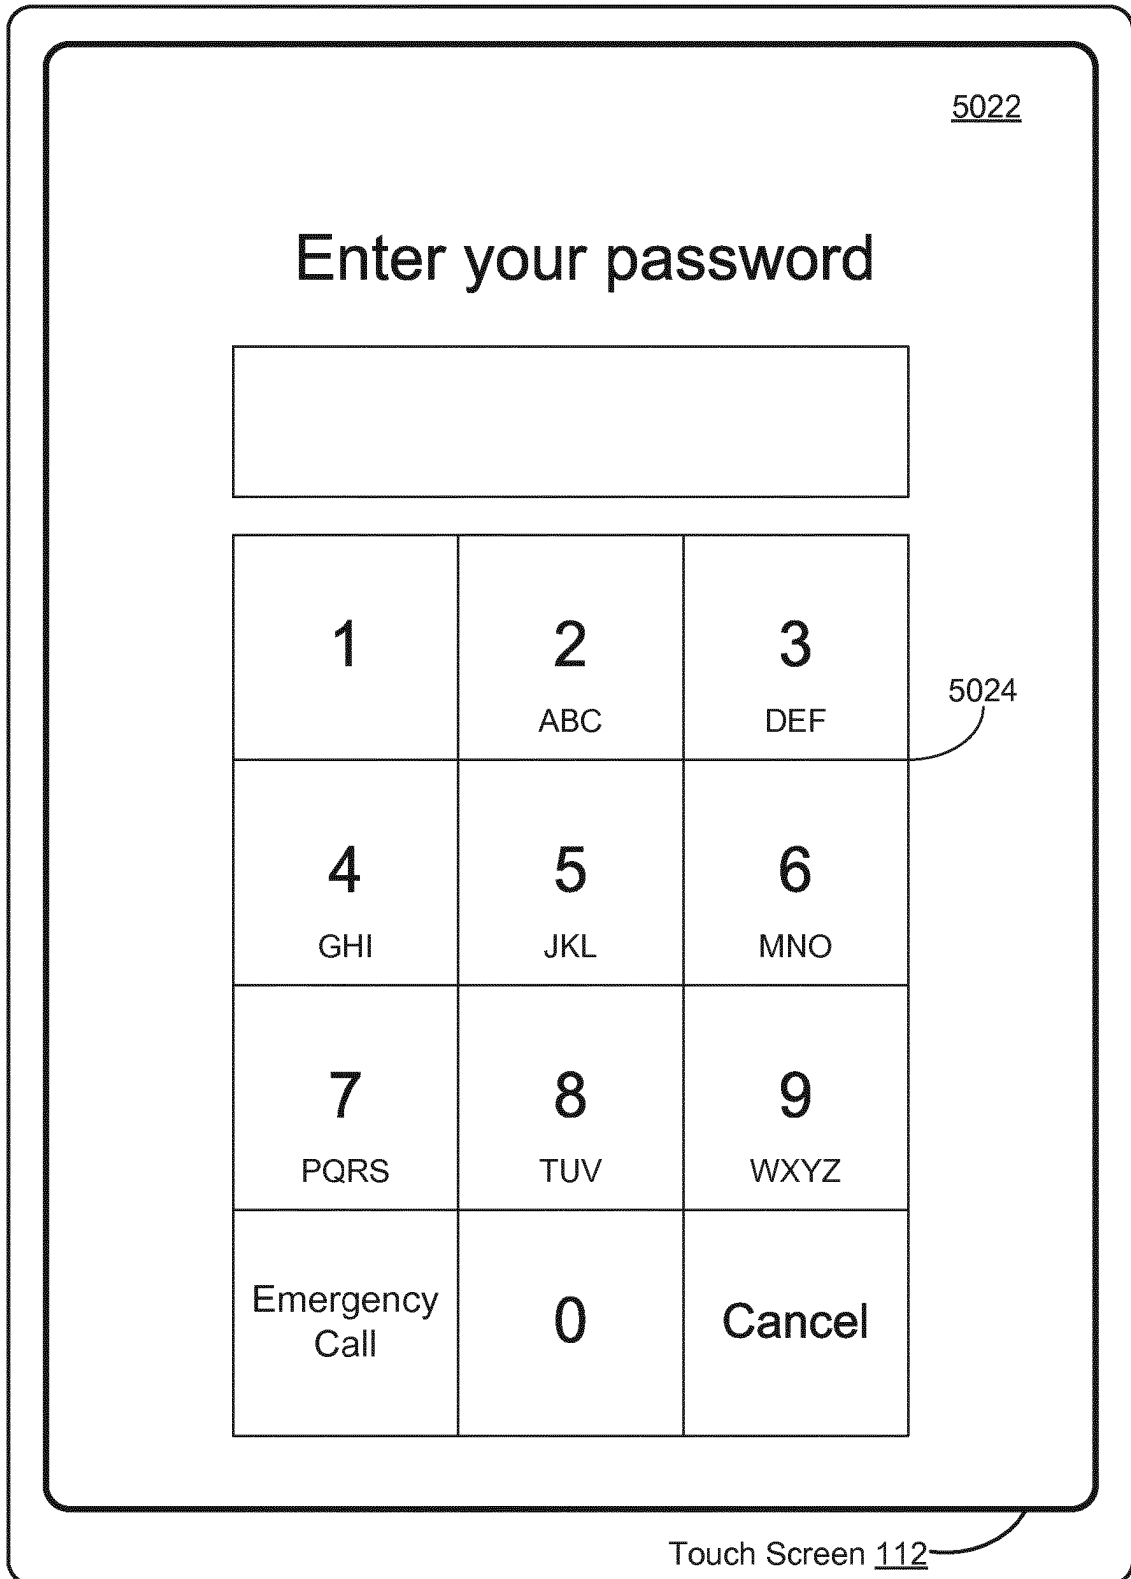 5022
Enter your password
1
2
3
ABC
DEF
5024
4
5
6
GHI
JKL
MNO
7
8
9
PQRS
TUV
WXYZ
Emergency
Call
0
Cancel
Touch Screen 112